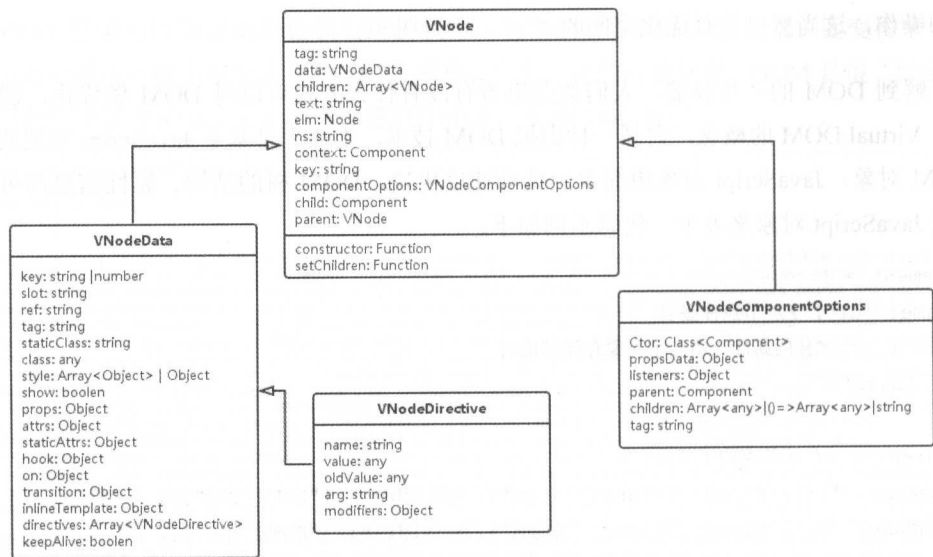 VNode
tag: string
data: VNodeData
children: Array<VNode>
text: string
elm: Node
ns: string
context: Component
key: string
componentOptions: VNodeComponentOptions
child: Component
parent: VNode
constructor: Function
setChildren: Function
VNodeData
key: string |number
slot: string
ref: string
tag: string
staticClass: string
class: any
style: Array<Object> | Object
show: boolen
props: Object
attrs: Object
staticAttrs: Object
hook: Object
on: Object
transition: Object
inlineTemplate: Object
directives: Array<VNodeDirective>
keepAlive: boolen
VNodeDirective
name: string
value: any
oldValue: any
arg: string
modifiers: Object
VNodeComponentOptions
Ctor: Class<Component>
propsData: Object
listeners: Object
parent: Component
children: Array<any>|()=>Array<any>|string
tag: string